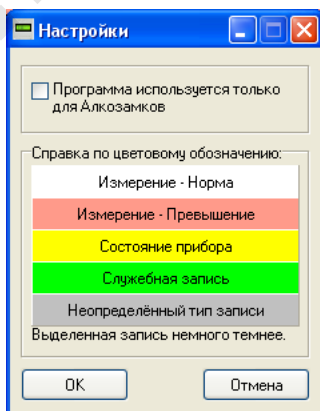 Настройки
Программа используется только
для Алкозамков
Справка по цветовому обозначению:
Измерение - Норма
Измерение - Превышение
Состояние прибора
Служебная запись
Неопределённый тип записи
Выделенная запись немного темнее.
OK
Отмена